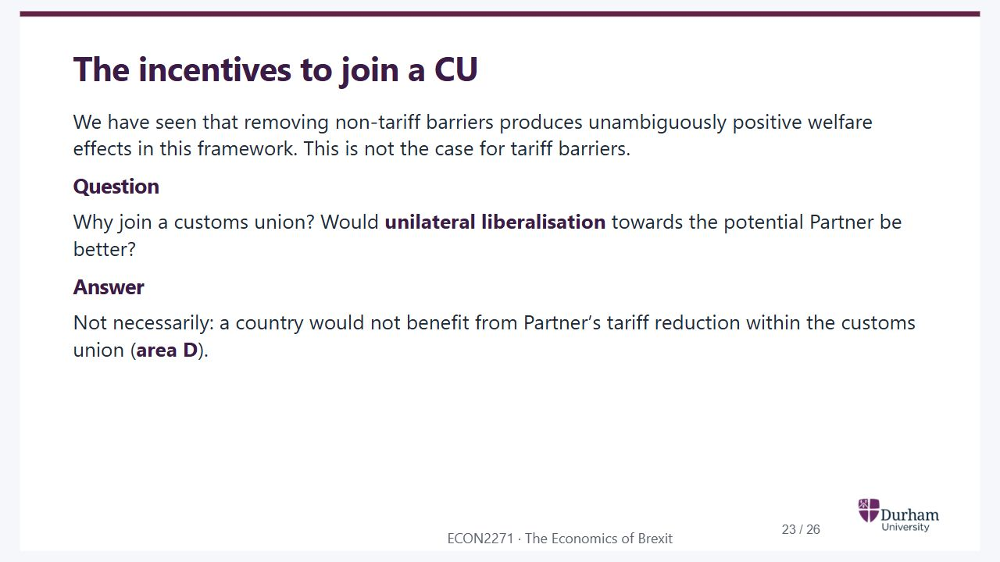 The incentives to join a CU
We have seen that removing non-tariff barriers produces unambiguously positive welfare
effects in this framework. This is not the case for tariff barriers.
Question
Why join a customs union? Would unilateral liberalisation towards the potential Partner be
better?
Answer
Not necessarily: a country would not benefit from Partner’s tariff reduction within the customs
union (area D).
ECON2271 · The Economics of Brexit
23 / 26
Durham
University